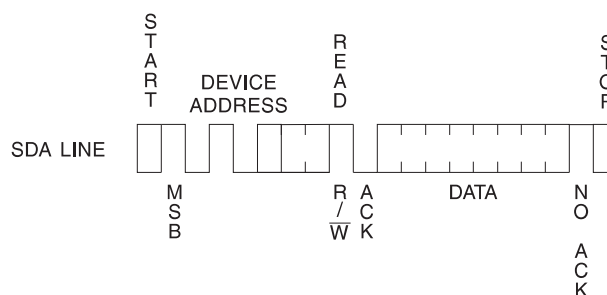 START
READ
STOP
DEVICE
ADDRESS
SDA LINE
MSB
R/W
ACK
DATA
NO ACK